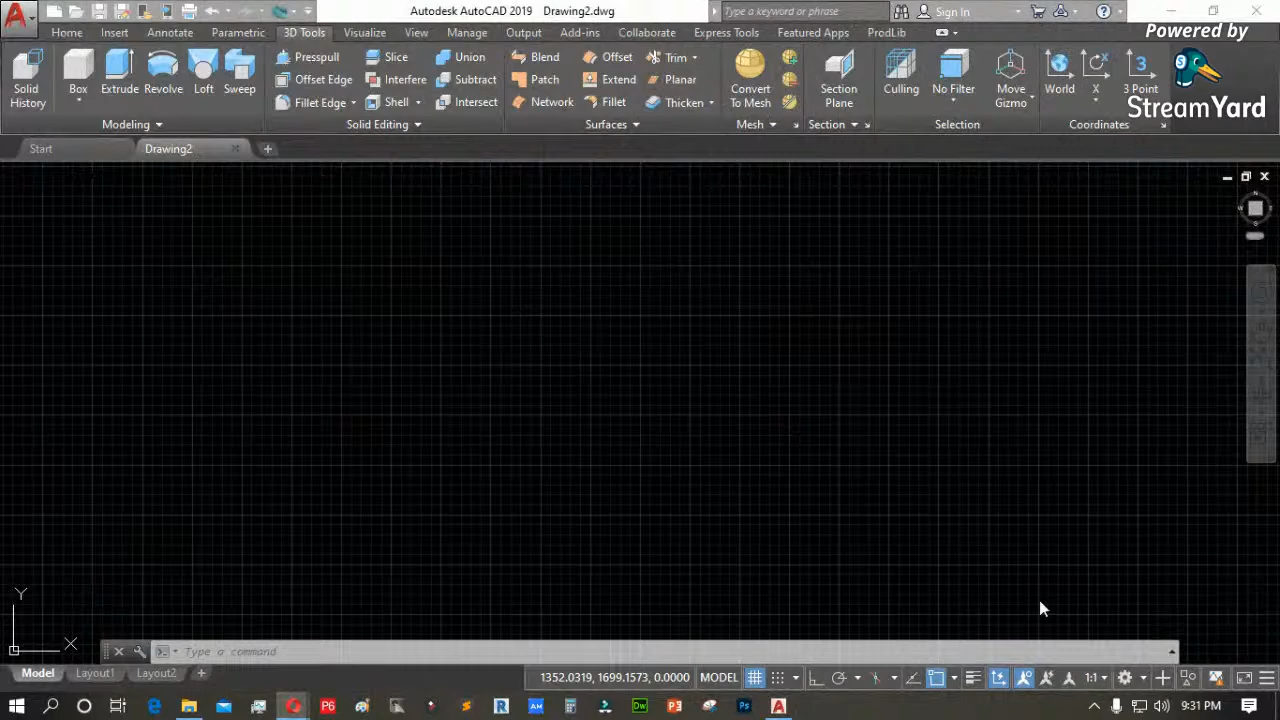 Autodesk AutoCAD 2019 Drawing2.dwg
Type a keyword or phrase
Sign In
Powered by
StreamYard
Home Insert Annotate Parametric 3D Tools Visualize View Manage Output Add-ins Collaborate Express Tools Featured Apps ProdLib
Solid History
Box
Extrude
Revolve
Loft
Sweep
Modeling
Presspull
Offset Edge
Fillet Edge
Slice
Interfere
Shell
Union
Subtract
Intersect
Solid Editing
Blend
Patch
Network
Offset
Extend
Fillet
Trim
Planar
Thicken
Surfaces
Convert To Mesh
Mesh
Section Plane
Section
Culling
No Filter
Move Gizmo
Selection
World
X
3 Point
Coordinates
Start
Drawing2
N
W
S
Y
X
Type a command
Model Layout1 Layout2
1352.0319, 1699.1573, 0.0000 MODEL
1:1
9:31 PM